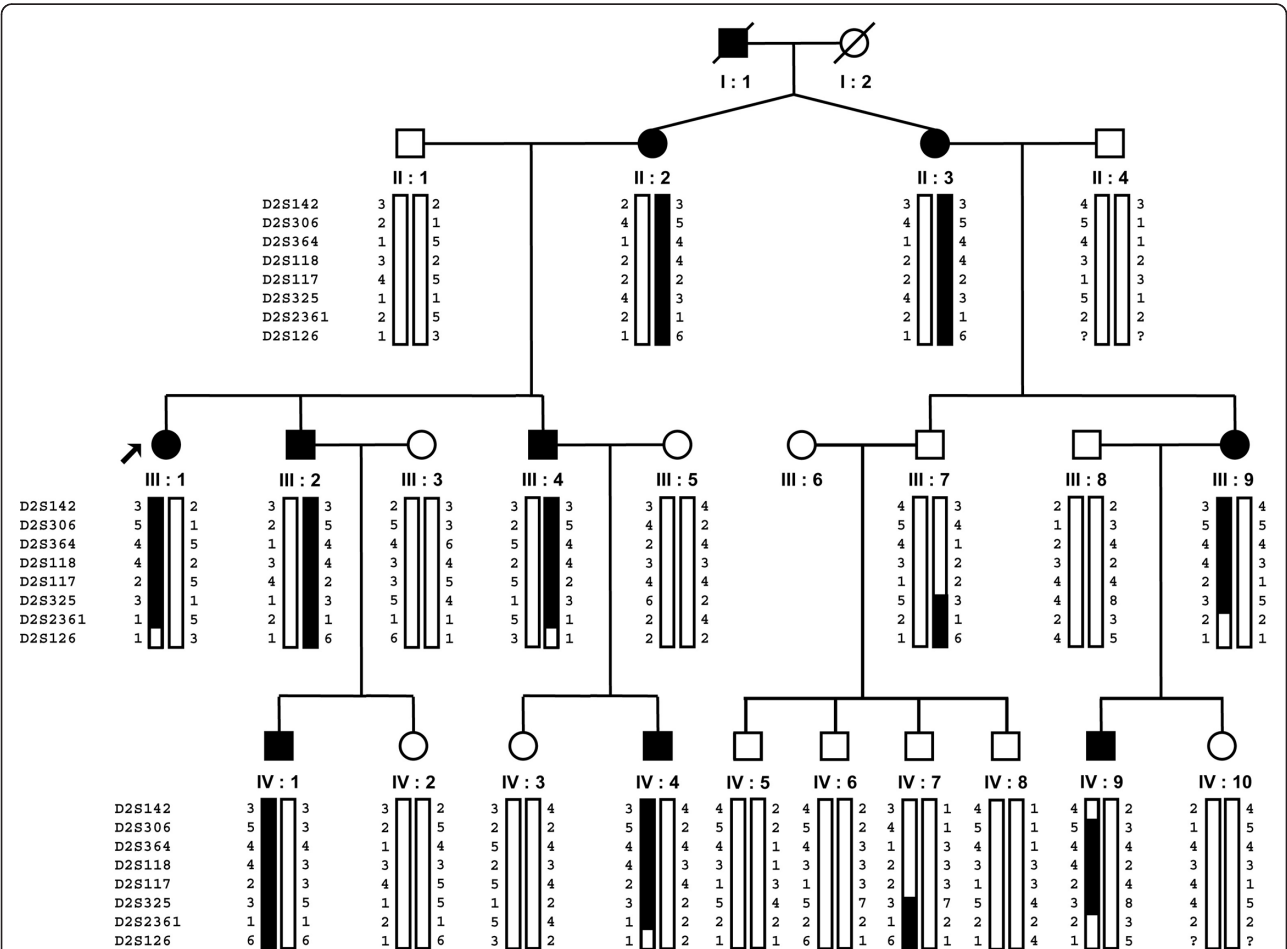 I : 1 I : 2
II : 1 II : 2 II : 3 II : 4
D2S142 3 2 2 3 3 3 4 3
D2S306 2 1 4 5 4 5 5 1
D2S364 1 5 1 4 1 4 4 1
D2S118 3 2 2 4 2 4 3 2
D2S117 4 5 2 2 2 2 1 3
D2S325 1 1 4 3 4 3 5 1
D2S2361 2 5 2 1 2 1 2 2
D2S126 1 3 1 6 1 6 ? ?
III : 1 III : 2 III : 3 III : 4 III : 5 III : 6 III : 7 III : 8 III : 9
D2S142 3 2 3 3 2 3 3 3 3 4 4 3 2 2 3 4
D2S306 5 1 2 5 5 3 2 5 4 2 5 4 1 3 5 5
D2S364 4 5 1 4 4 6 5 4 2 4 4 1 2 4 4 4
D2S118 4 2 3 4 3 4 2 4 5 3 3 2 1 2 4 3
D2S117 2 5 4 2 3 5 5 2 3 4 1 2 4 4 2 1
D2S325 3 1 1 3 5 4 1 3 6 2 5 3 4 8 3 5
D2S2361 1 5 2 1 1 1 5 1 5 4 2 1 2 3 2 2
D2S126 1 3 1 6 6 1 3 1 2 2 1 6 4 5 1 1
IV : 1 IV : 2 IV : 3 IV : 4 IV : 5 IV : 6 IV : 7 IV : 8 IV : 9 IV : 10
D2S142 3 3 3 2 3 4 3 4 4 2 4 2 3 1 4 1 4 2 2 4
D2S306 5 3 2 5 2 2 5 2 5 2 5 2 4 1 5 1 5 3 1 5
D2S364 4 4 1 4 5 4 4 4 4 1 4 3 1 3 4 1 4 4 4 4
D2S118 4 3 3 3 2 3 4 3 3 1 3 3 2 3 3 3 4 2 3 3
D2S117 2 3 4 5 5 4 2 4 1 3 1 3 2 3 1 3 2 4 4 1
D2S325 3 5 1 5 1 2 3 2 5 4 5 7 3 7 5 4 3 8 4 5
D2S2361 1 1 2 1 5 4 1 2 2 2 2 2 1 2 2 2 2 3 2 2
D2S126 6 6 1 6 3 2 1 2 1 1 6 1 6 1 1 4 1 5 ? ?